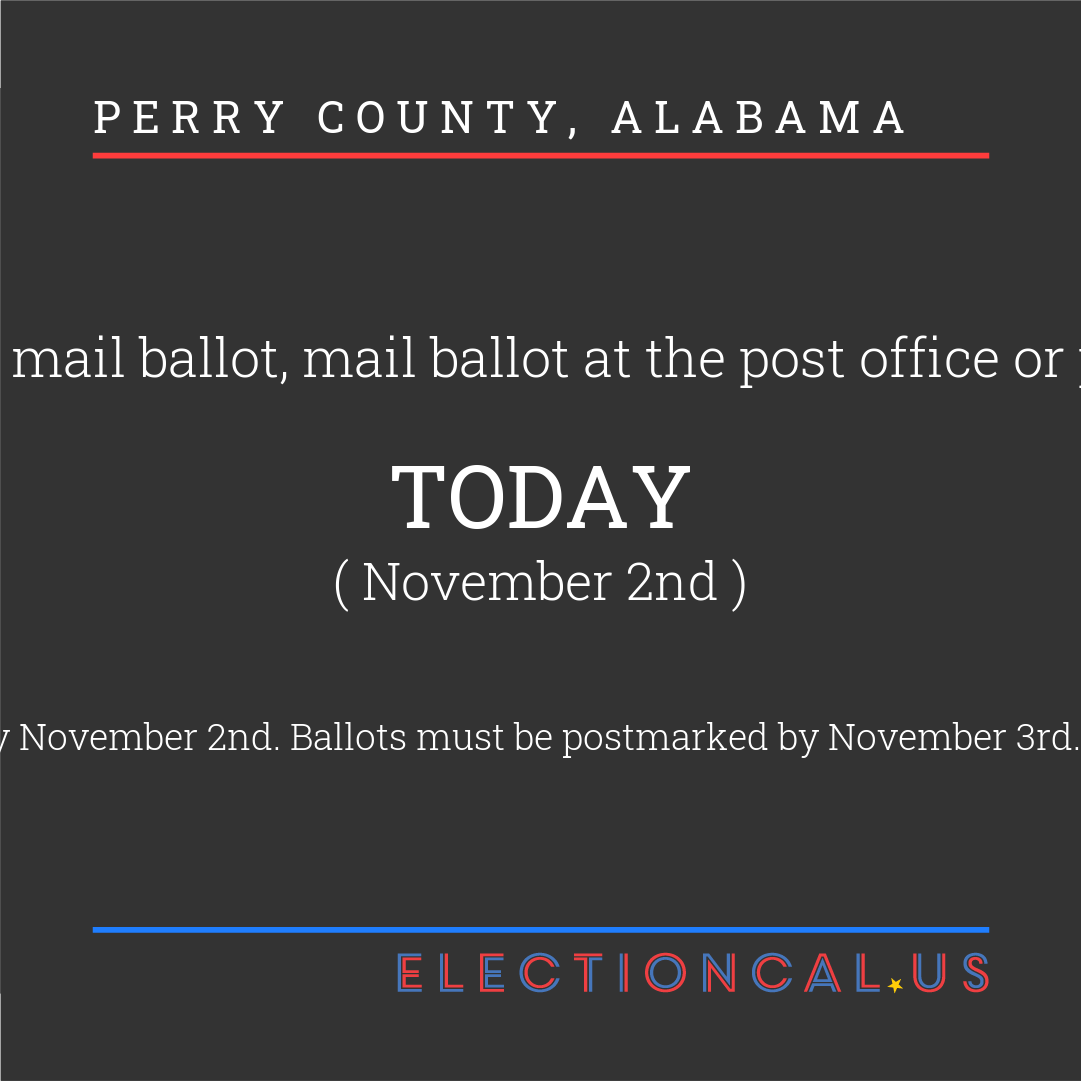 PERRY COUNTY, ALABAMA
mail ballot, mail ballot at the post office or
TODAY
( November 2nd )
November 2nd. Ballots must be postmarked by November 3rd.
ELECTIONCAL.US